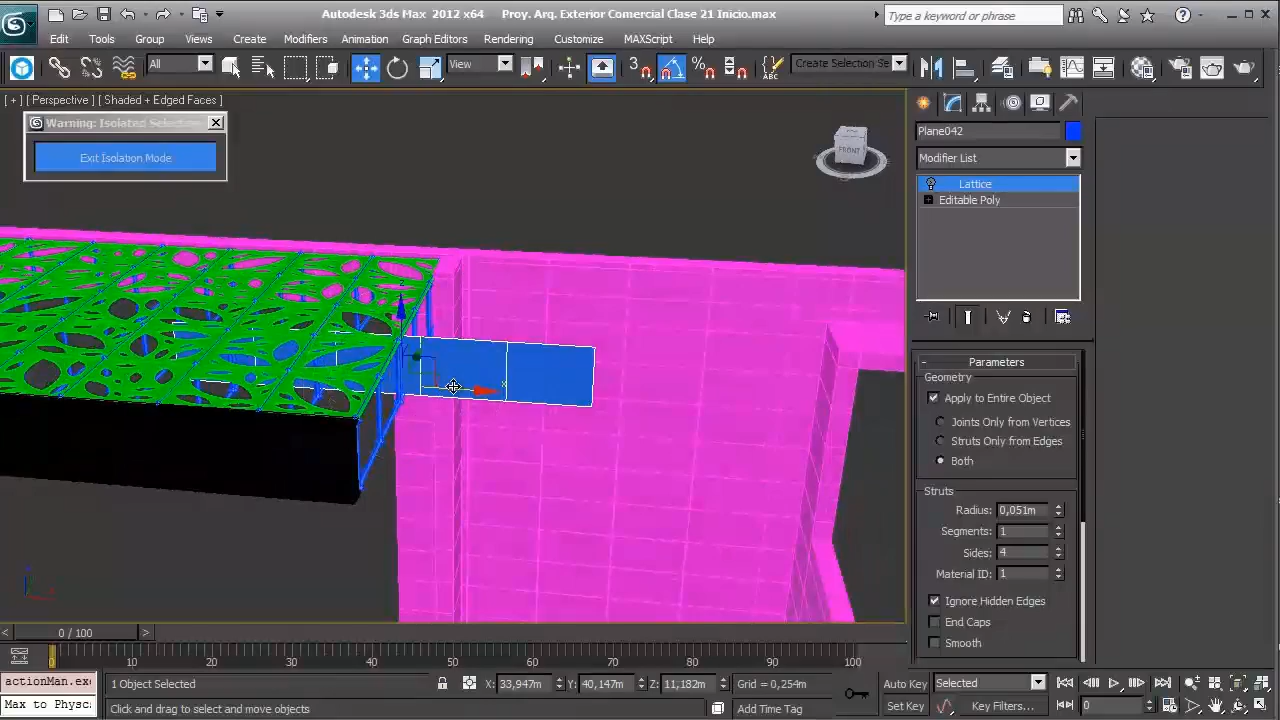 Autodesk 3ds Max 2012 x64 Proy. Arq. Exterior Comercial Clase 21 Inicio.max
Type a keyword or phrase
Edit Tools Group Views Create Modifiers Animation Graph Editors Rendering Customize MAXScript Help
All View Create Selection Se
[ + ] [ Perspective ] [ Shaded + Edged Faces ]
Warning: Isolated Selection
Exit Isolation Mode
FRONT
Plane042
Modifier List
Lattice
Editable Poly
Parameters
Geometry
Apply to Entire Object
Joints Only from Vertices
Struts Only from Edges
Both
Struts
Radius: 0,051m
Segments: 1
Sides: 4
Material ID: 1
Ignore Hidden Edges
End Caps
Smooth
0 / 100
0 10 20 30 40 50 60 70 80 90 100
actionMan.exe
1 Object Selected X: 33,947m Y: 40,147m Z: 11,182m Grid = 0,254m Auto Key Selected
Max to Physc
Click and drag to select and move objects Add Time Tag Set Key Key Filters... 0